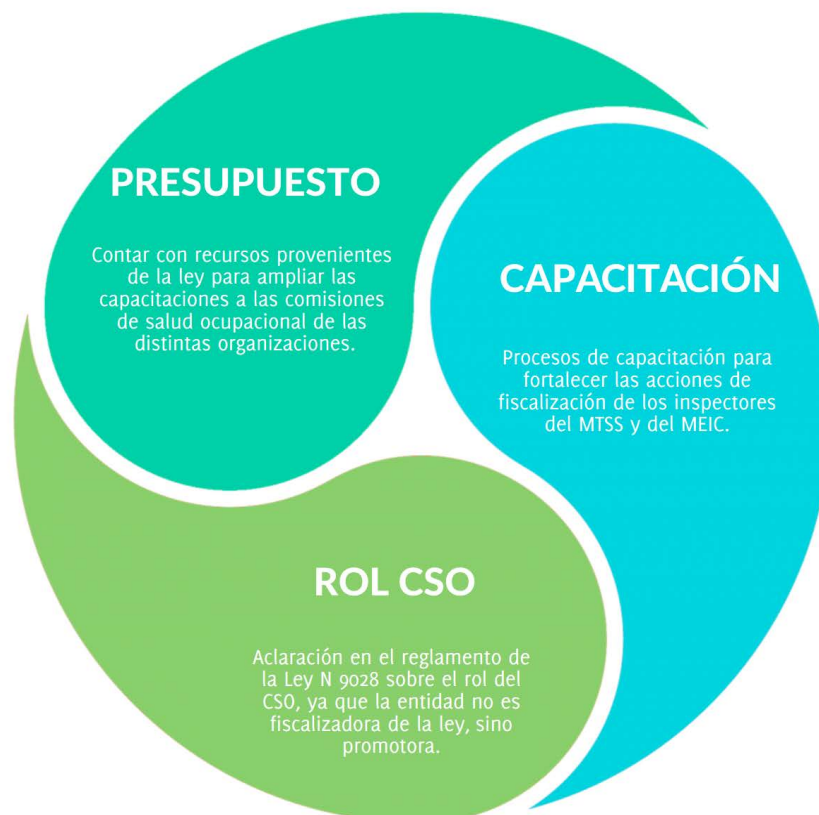 PRESUPUESTO
Contar con recursos provenientes
de la ley para ampliar las
capacitaciones a las comisiones
de salud ocupacional de las
distintas organizaciones.
CAPACITACIÓN
Procesos de capacitación para
fortalecer las acciones de
fiscalización de los inspectores
del MTSS y del MEIC.
ROL CSO
Aclaración en el reglamento de
la Ley N 9028 sobre el rol del
CSO, ya que la entidad no es
fiscalizadora de la ley, sino
promotora.